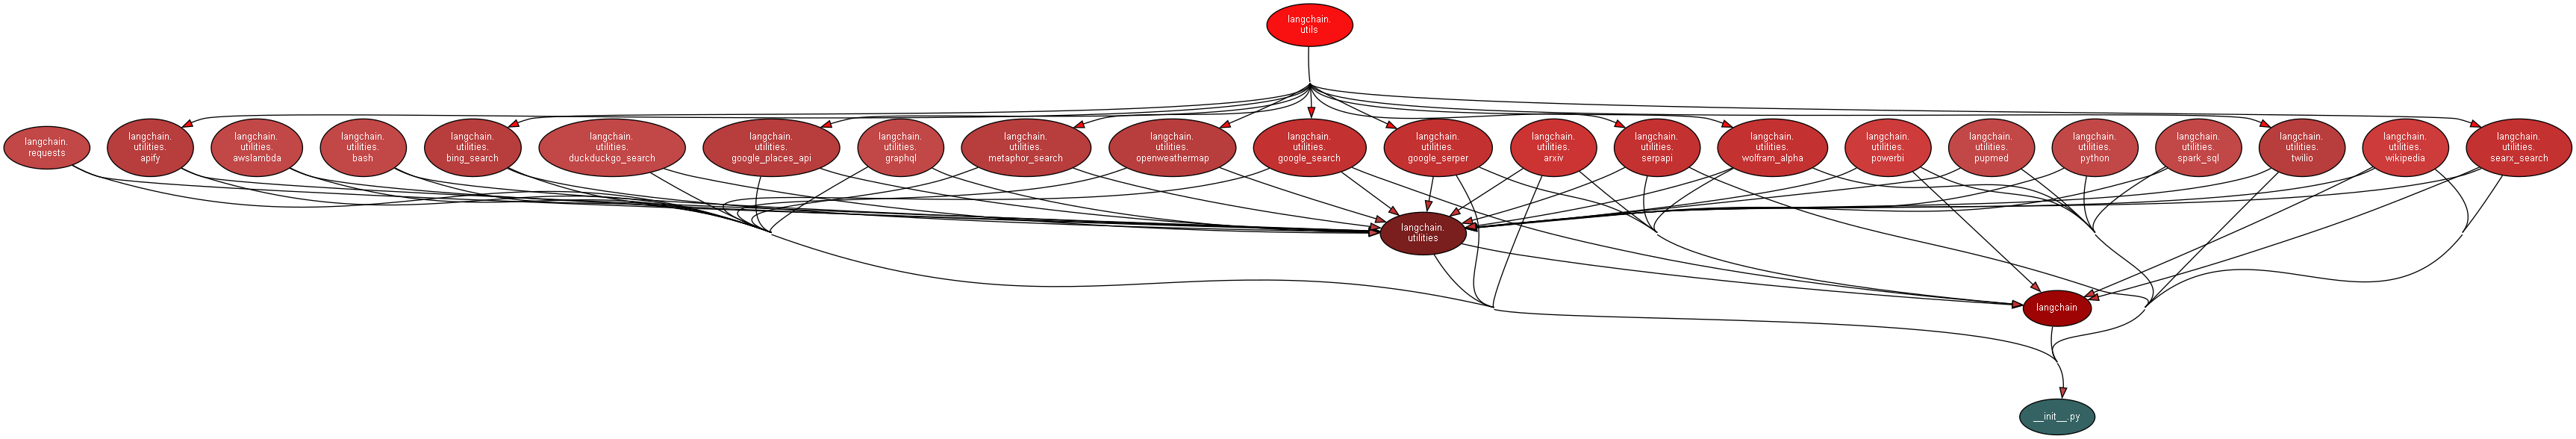 langchain.
utils
langchain.
requests
langchain.
utilities.
apify
langchain.
utilities.
awslambda
langchain.
utilities.
bash
langchain.
utilities.
bing_search
langchain.
utilities.
duckduckgo_search
langchain.
utilities.
google_places_api
langchain.
utilities.
graphql
langchain.
utilities.
metaphor_search
langchain.
utilities.
openweathermap
langchain.
utilities.
google_search
langchain.
utilities.
google_serper
langchain.
utilities.
arxiv
langchain.
utilities.
serpapi
langchain.
utilities.
wolfram_alpha
langchain.
utilities.
powerbi
langchain.
utilities.
pupmed
langchain.
utilities.
python
langchain.
utilities.
spark_sql
langchain.
utilities.
twilio
langchain.
utilities.
wikipedia
langchain.
utilities.
searx_search
langchain.
utilities
langchain
__init__.py